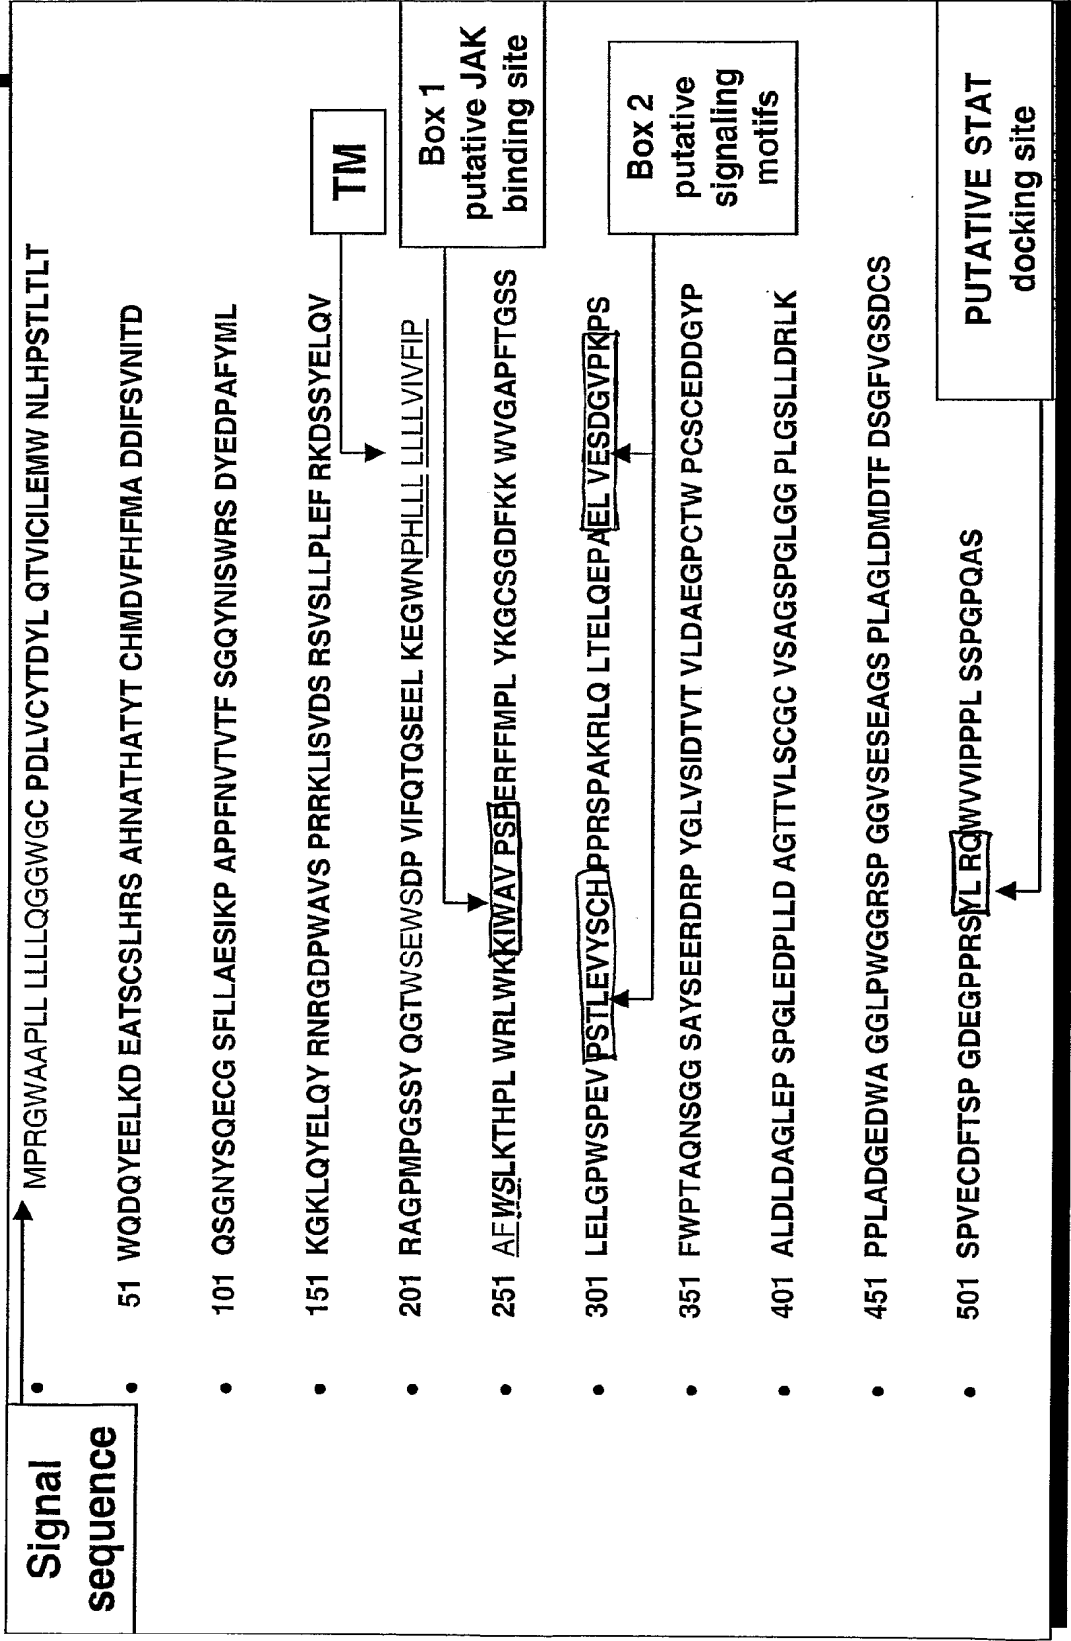 Signal
sequence
MPRGWAAPLL LLLLQGGWGC PDLVCYTDYL QTVICILEMW NLHPSTLTLT
51 WQDQYEELKD EATSCSLHRS AHNATHATYT CHMDVFHFMA DDIFSVNITD
101 QSGNYSQECG SFLLAESIKP APPFNVTVTF SGQYNISWRS DYEDPAFYML
151 KGKLQYELQY RNRGDPWAVS PRRKLISVDS RSVSLLPLEF RKDSSYELQV
TM
201 RAGPMPGSSY QGTWSEWSDP VIFQTQSEEL KEGWNPHLLL LLLLVIVFIP
Box 1
putative JAK
binding site
251 AFWSLKTHPL WRLWKKIWAV PSPERFFMPL YKGCSGDFKK WVGAPFTGSS
301 LELGPWSPEV PSTLEVYSCH PPRSPAKRLQ LTELQEPAEL VESDGVPKPS
Box 2
putative
signaling
motifs
351 FWPTAQNSGG SAYSEERDRP YGLVSIDTVT VLDAEGPCTW PCSCEDDGYP
401 ALDLDAGLEP SPGLEDPLLD AGTTVLSCGC VSAGSPGLGG PLGSLLDRLK
451 PPLADGEDWA GGLPWGGRSP GGVSESEAGS PLAGLDMDTF DSGFVGSDCS
501 SPVECDFTSP GDEGPPRSYL RQWVVIPPPL SSPGPQAS
PUTATIVE STAT
docking site